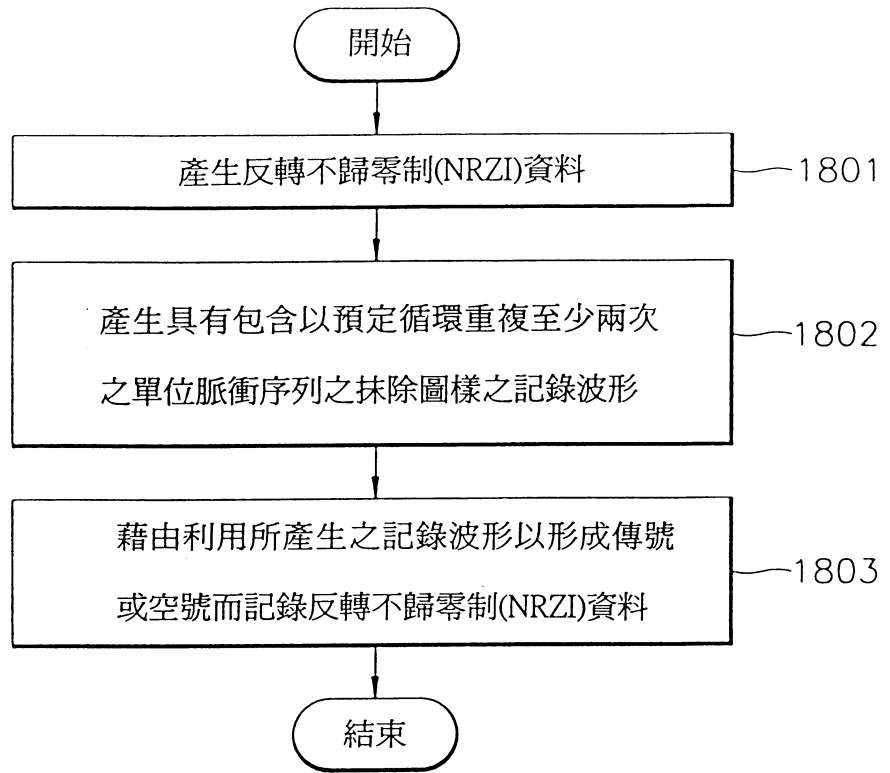 開始
產生反轉不歸零制(NRZI)資料
1801
產生具有包含以預定循環重複至少兩次
之單位脈衝序列之抹除圖樣之記錄波形
1802
藉由利用所產生之記錄波形以形成傳號
或空號而記錄反轉不歸零制(NRZI)資料
1803
結束